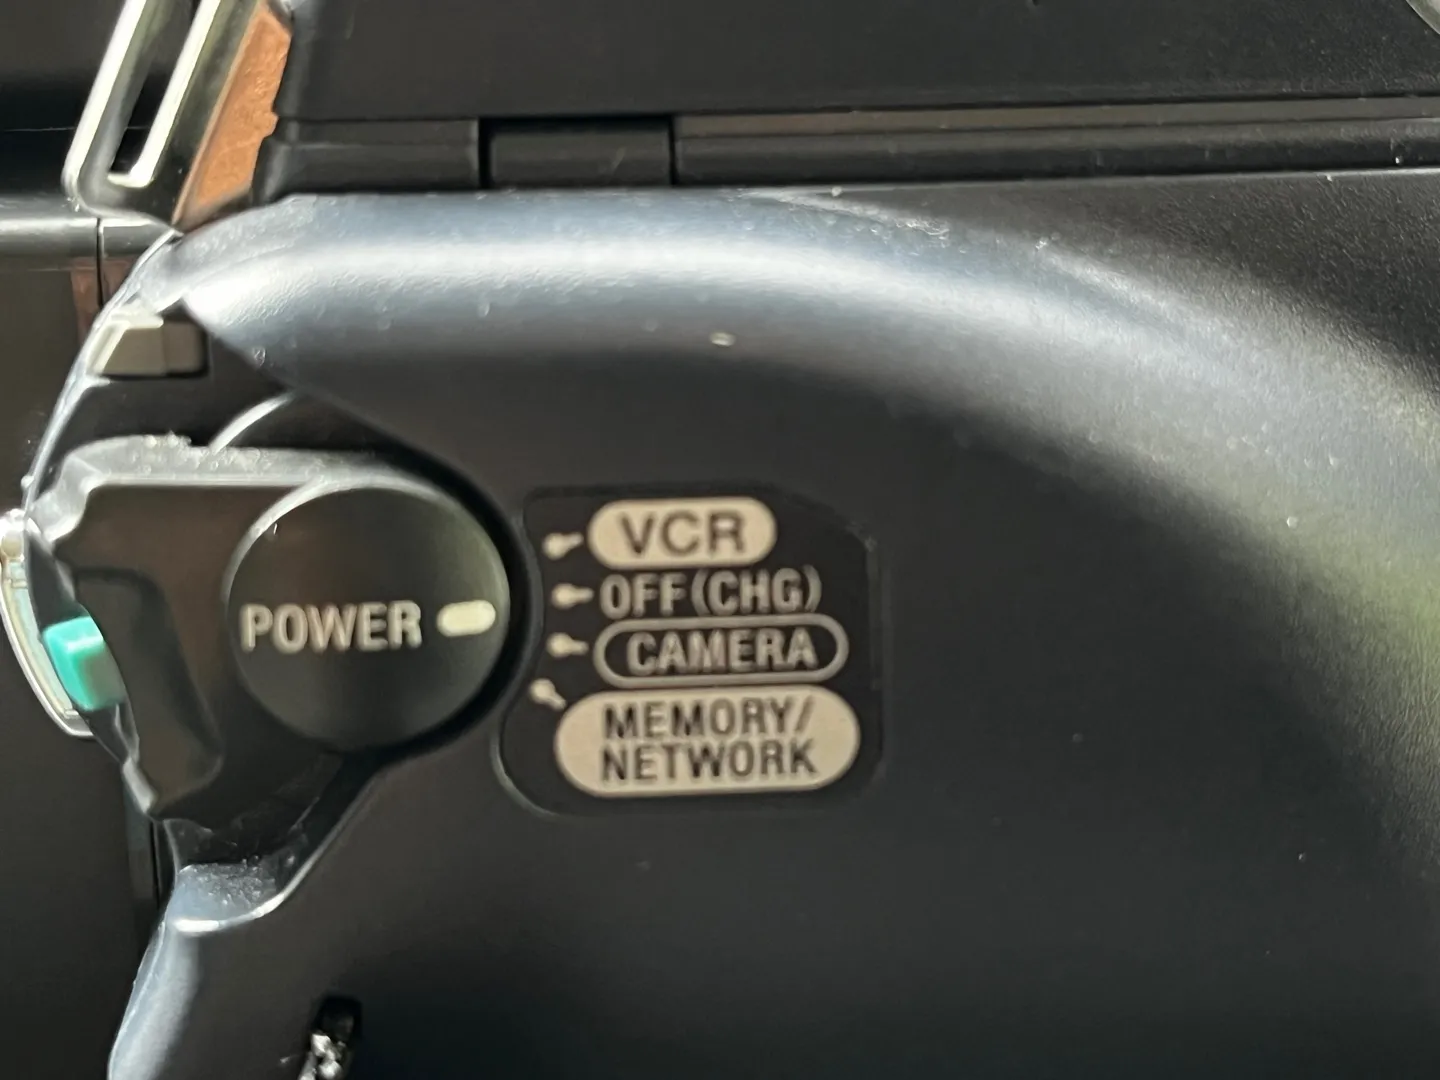 POWER
VCR
OFF(CHG)
CAMERA
MEMORY/
NETWORK